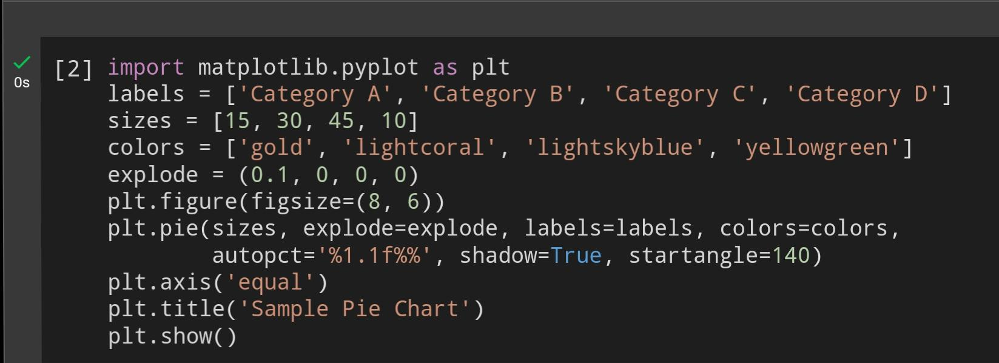 [2] import matplotlib.pyplot as plt
0s
labels = ['Category A', 'Category B', 'Category C', 'Category D']
sizes = [15, 30, 45, 10]
colors = ['gold', 'lightcoral', 'lightskyblue', 'yellowgreen']
explode = (0.1, 0, 0, 0)
plt.figure(figsize=(8, 6))
plt.pie(sizes, explode=explode, labels=labels, colors=colors,
        autopct='%1.1f%%', shadow=True, startangle=140)
plt.axis('equal')
plt.title('Sample Pie Chart')
plt.show()